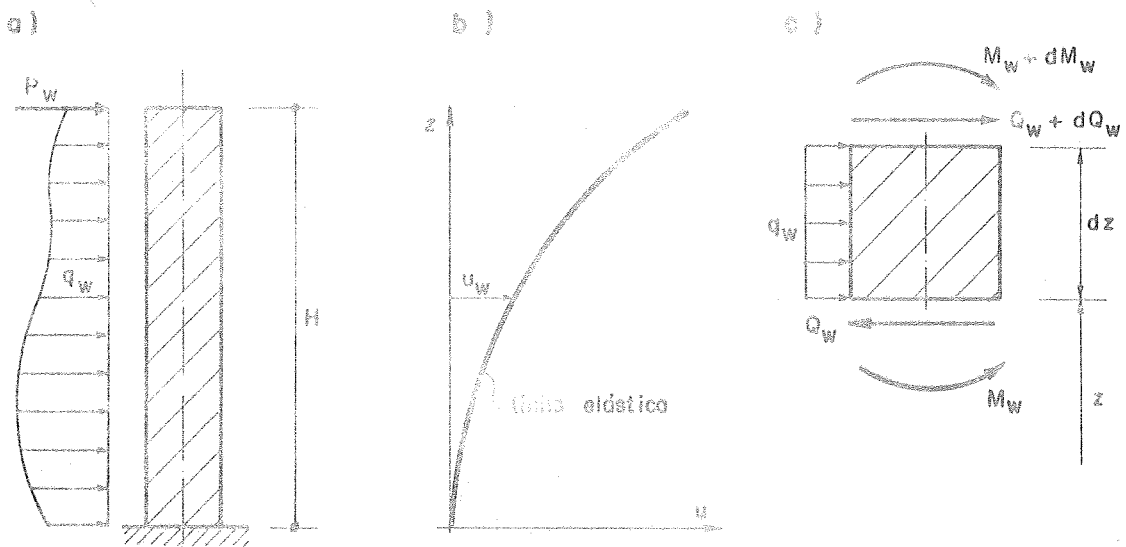 a)
P_w
q_w
H
b)
z
u_w
linha elástica
u
c)
M_w + dM_w
Q_w + dQ_w
q_w
dz
Q_w
M_w
z